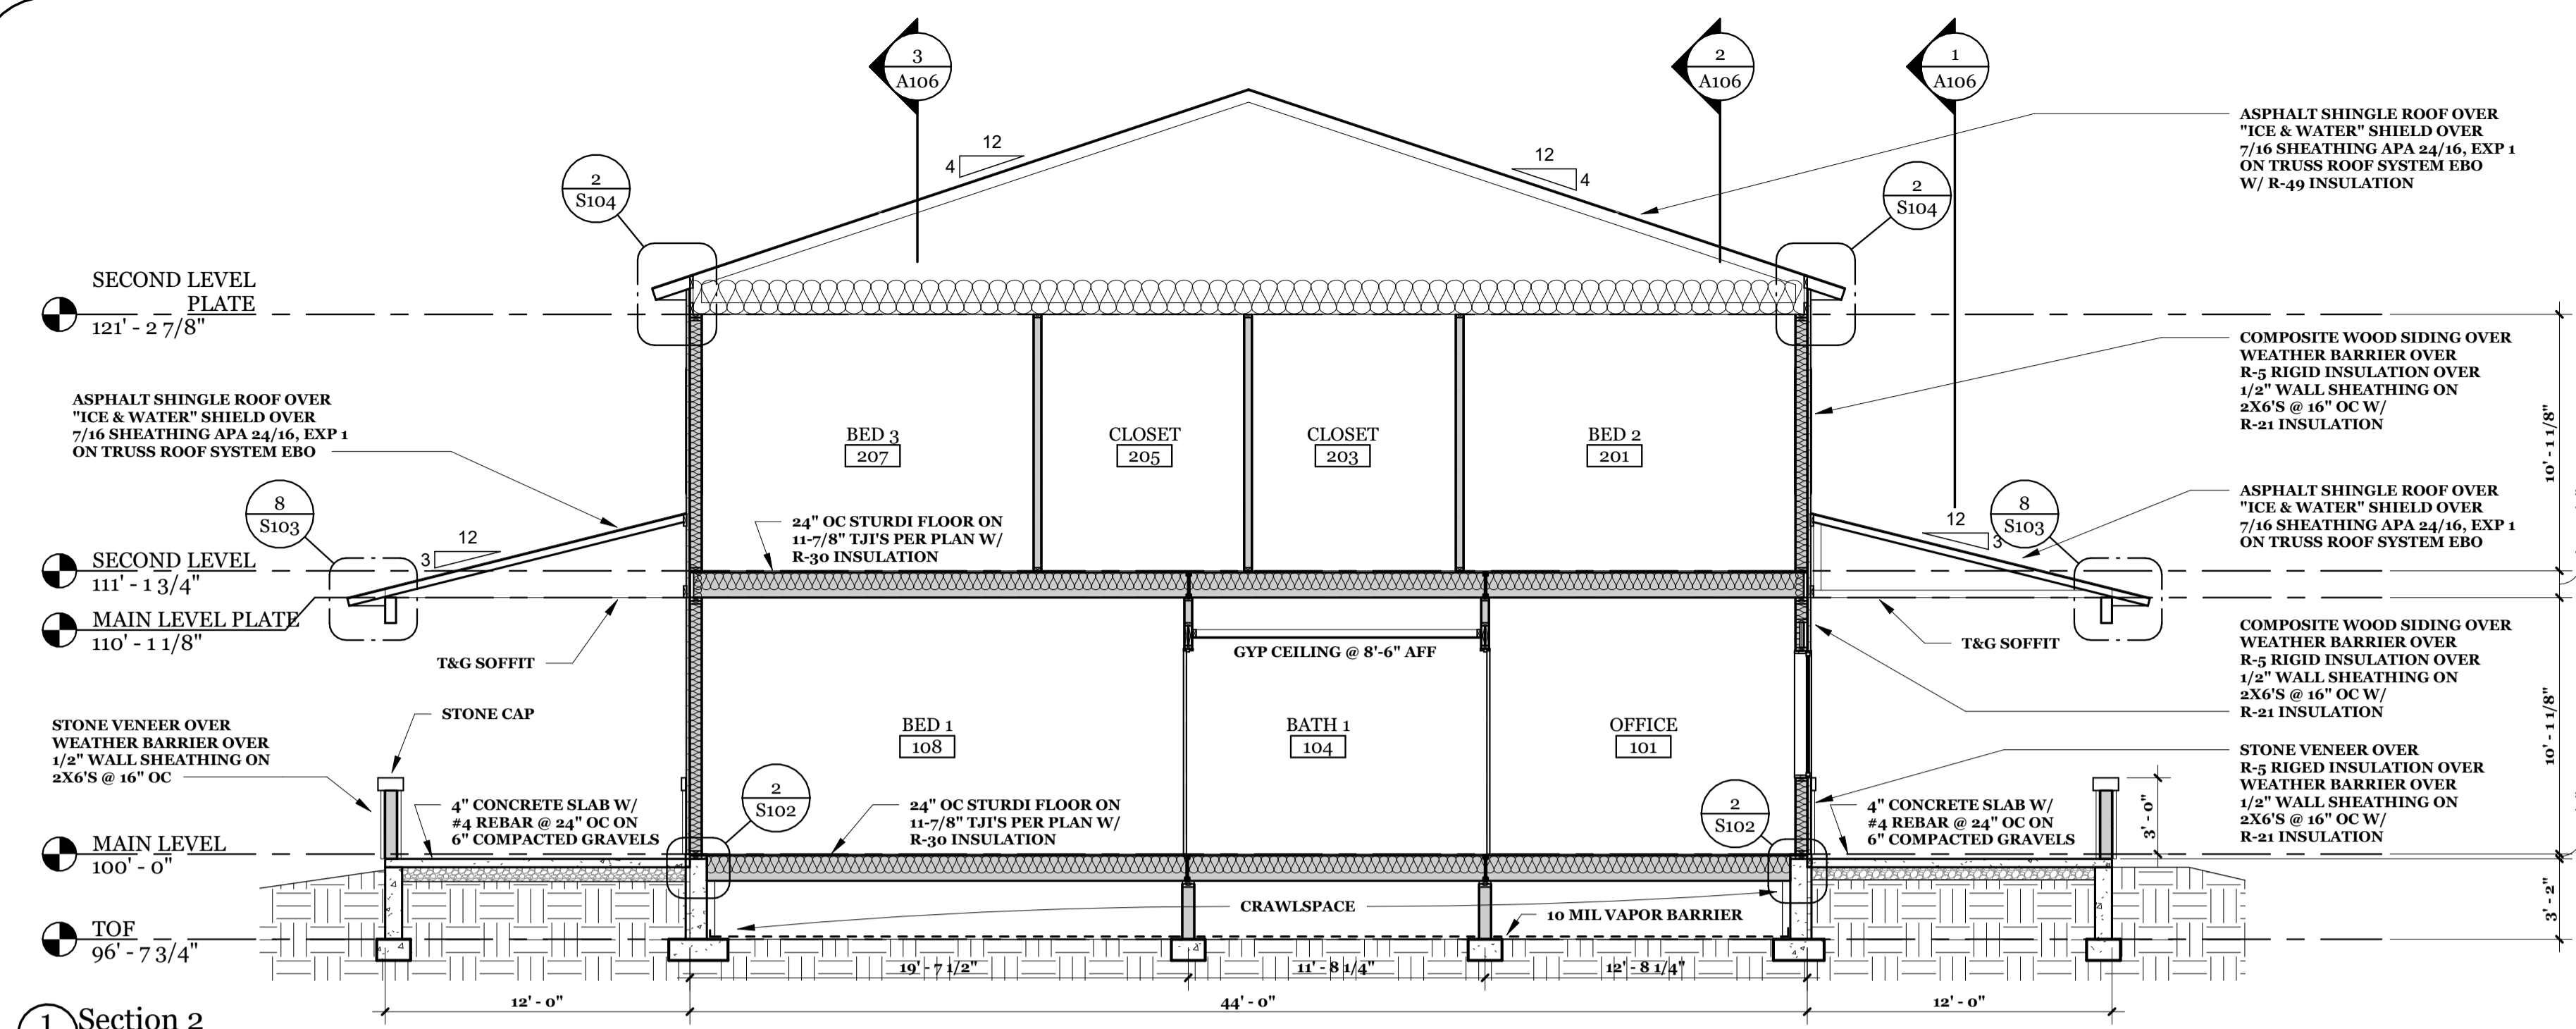 3
A106
2
A106
1
A106
12
4
12
4
2
S104
2
S104
ASPHALT SHINGLE ROOF OVER
"ICE & WATER" SHIELD OVER
7/16 SHEATHING APA 24/16, EXP 1
ON TRUSS ROOF SYSTEM EBO
W/ R-49 INSULATION
SECOND LEVEL
PLATE
121' - 2 7/8"
COMPOSITE WOOD SIDING OVER
WEATHER BARRIER OVER
R-5 RIGID INSULATION OVER
1/2" WALL SHEATHING ON
2X6'S @ 16" OC W/
R-21 INSULATION
10' - 1 1/8"
ASPHALT SHINGLE ROOF OVER
"ICE & WATER" SHIELD OVER
7/16 SHEATHING APA 24/16, EXP 1
ON TRUSS ROOF SYSTEM EBO
BED 3
207
CLOSET
205
CLOSET
203
BED 2
201
8
S103
12
3
24" OC STURDI FLOOR ON
11-7/8" TJI'S PER PLAN W/
R-30 INSULATION
12
3
8
S103
ASPHALT SHINGLE ROOF OVER
"ICE & WATER" SHIELD OVER
7/16 SHEATHING APA 24/16, EXP 1
ON TRUSS ROOF SYSTEM EBO
SECOND LEVEL
111' - 1 3/4"
MAIN LEVEL PLATE
110' - 1 1/8"
T&G SOFFIT
GYP CEILING @ 8'-6" AFF
T&G SOFFIT
COMPOSITE WOOD SIDING OVER
WEATHER BARRIER OVER
R-5 RIGID INSULATION OVER
1/2" WALL SHEATHING ON
2X6'S @ 16" OC W/
R-21 INSULATION
10' - 1 1/8"
STONE VENEER OVER
WEATHER BARRIER OVER
1/2" WALL SHEATHING ON
2X6'S @ 16" OC
STONE CAP
BED 1
108
BATH 1
104
OFFICE
101
STONE VENEER OVER
R-5 RIGED INSULATION OVER
WEATHER BARRIER OVER
1/2" WALL SHEATHING ON
2X6'S @ 16" OC W/
R-21 INSULATION
4" CONCRETE SLAB W/
#4 REBAR @ 24" OC ON
6" COMPACTED GRAVELS
2
S102
24" OC STURDI FLOOR ON
11-7/8" TJI'S PER PLAN W/
R-30 INSULATION
2
S102
4" CONCRETE SLAB W/
#4 REBAR @ 24" OC ON
6" COMPACTED GRAVELS
3' - 0"
MAIN LEVEL
100' - 0"
CRAWLSPACE
10 MIL VAPOR BARRIER
3' - 2"
TOF
96' - 7 3/4"
19' - 7 1/2"
11' - 8 1/4"
12' - 8 1/4"
12' - 0"
44' - 0"
12' - 0"
1
Section 2